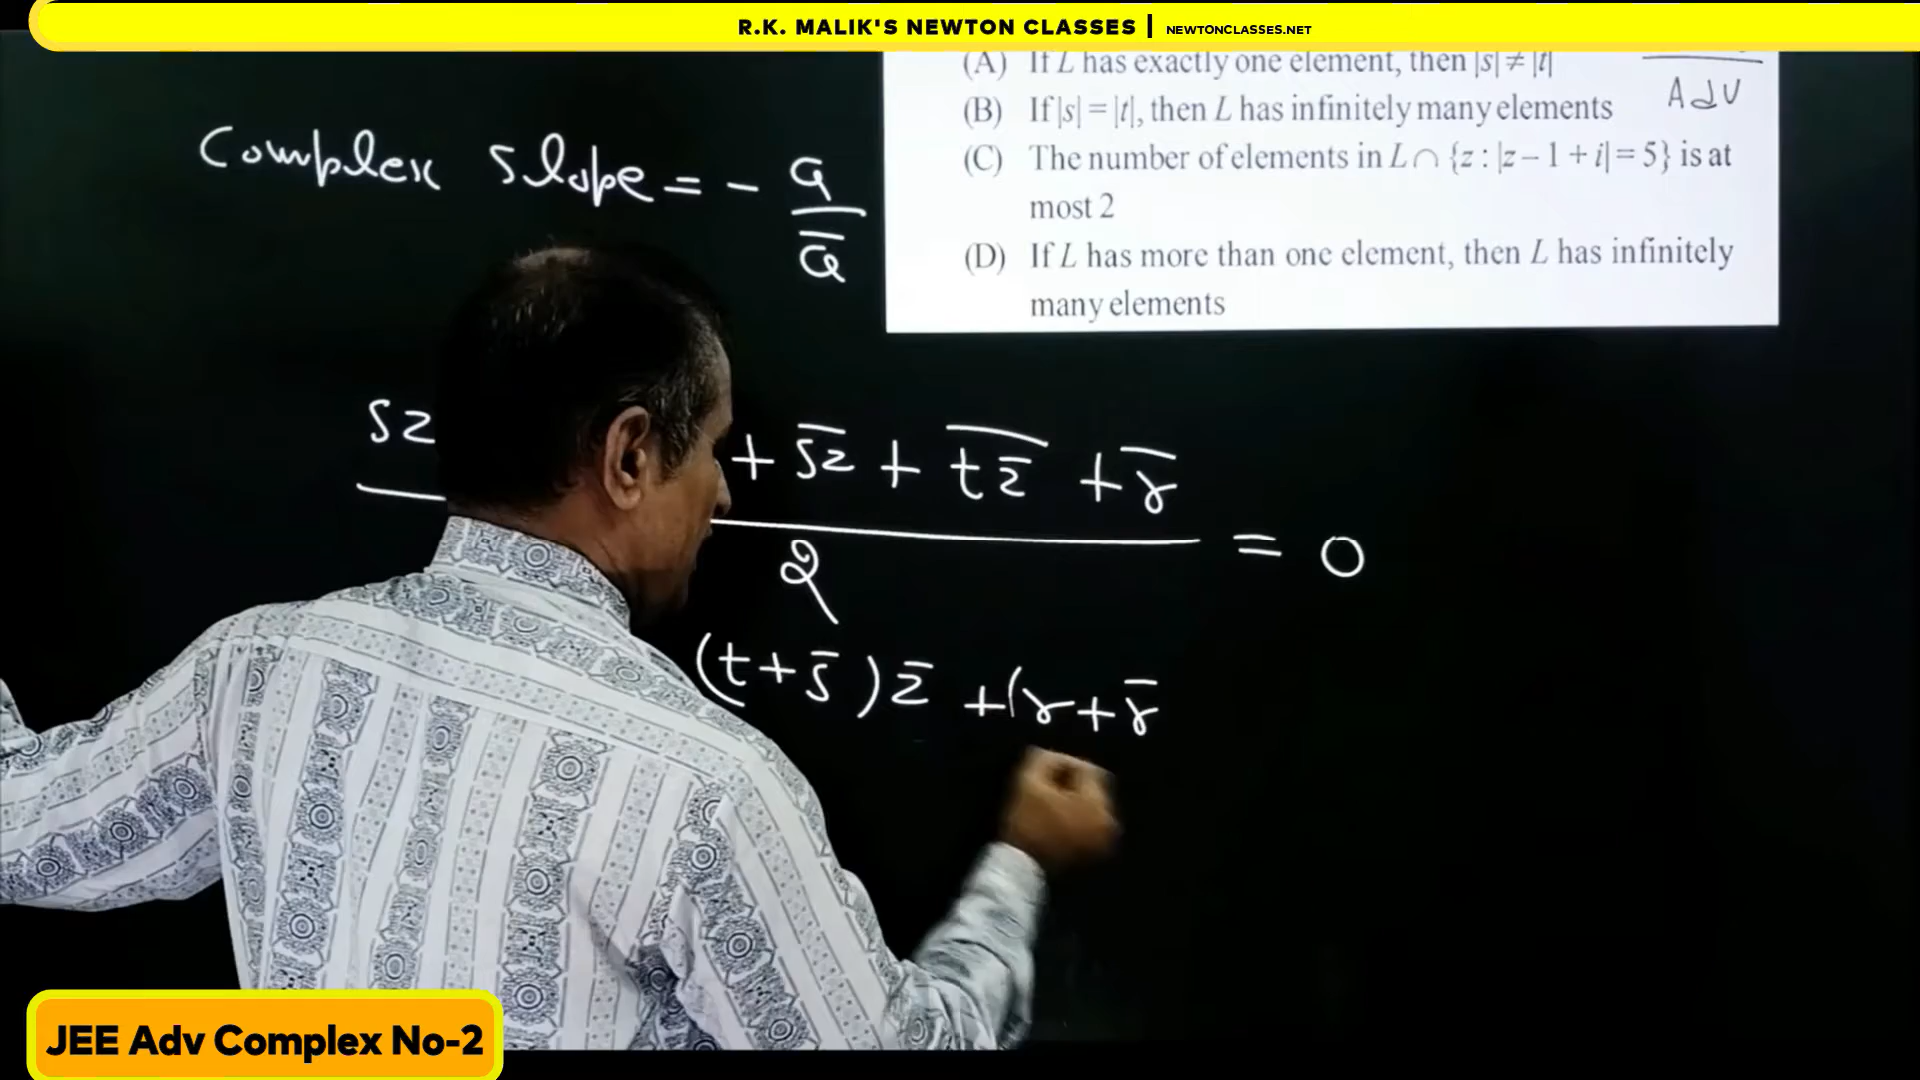 R.K. MALIK'S NEWTON CLASSES | NEWTONCLASSES.NET
(A) If L has exactly one element, then |s| ≠ |t|
ADV
(B) If |s| = |t|, then L has infinitely many elements
(C) The number of elements in L ∩ {z : |z – 1 + i| = 5} is at
most 2
(D) If L has more than one element, then L has infinitely
many elements
Complex Slope = - a/a̅
sz + s̅z̅ + \overline{t z̅} + r̅
2
= 0
(t + s̅) z̅ + (r + r̅
JEE Adv Complex No-2